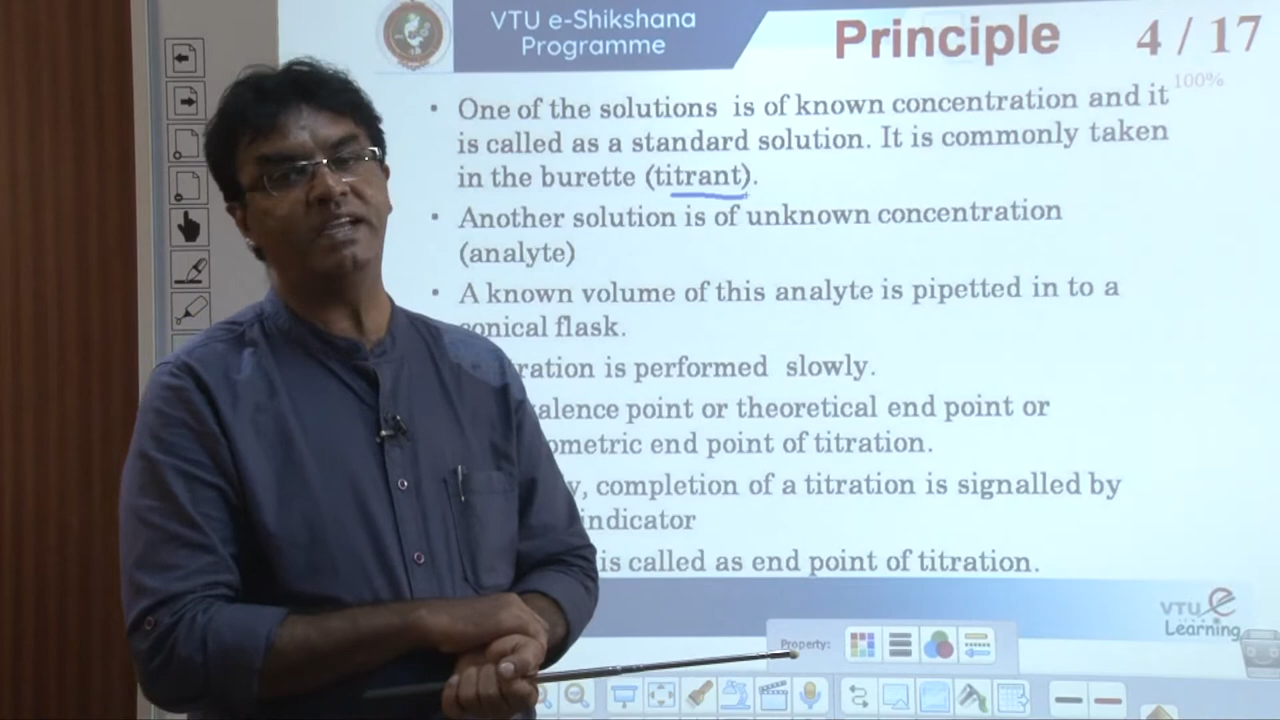 VTU e-Shikshana
Programme
Principle 4 / 17
100%
• One of the solutions is of known concentration and it
is called as a standard solution. It is commonly taken
in the burette (titrant).
• Another solution is of unknown concentration
(analyte)
• A known volume of this analyte is pipetted in to a
conical flask.
ration is performed slowly.
valence point or theoretical end point or
ometric end point of titration.
y, completion of a titration is signalled by
indicator
is called as end point of titration.
VTU e
Learning
Property: